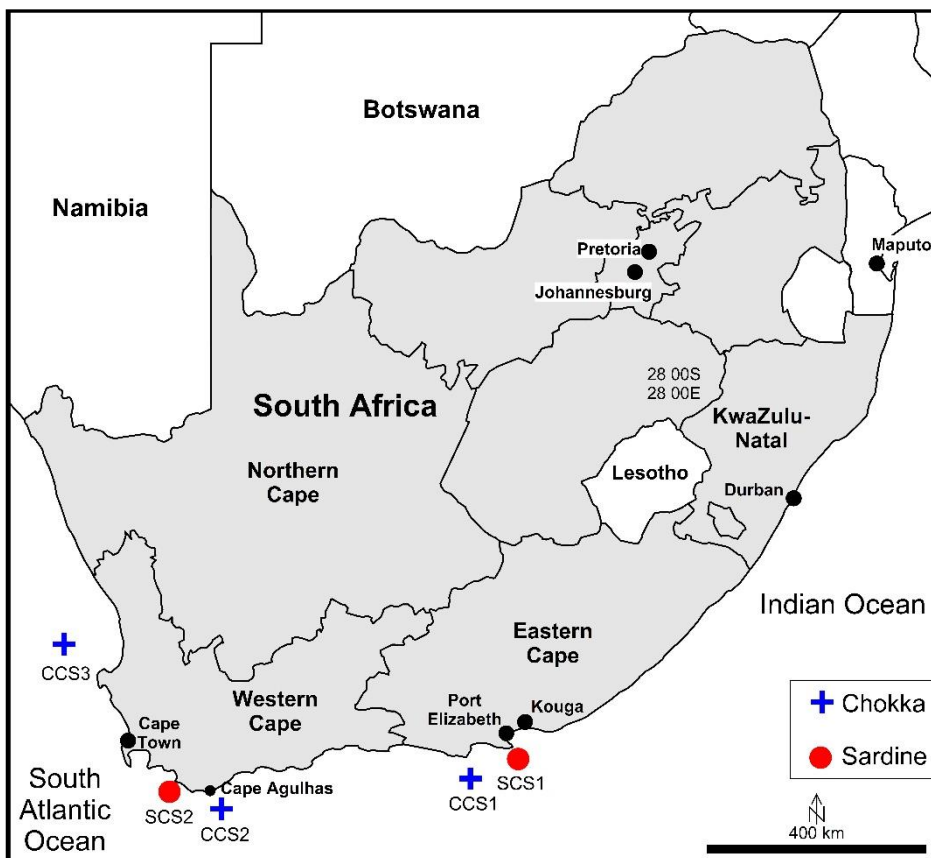 Botswana
Namibia
Pretoria
Maputo
Johannesburg
28 00S
28 00E
South Africa
KwaZulu-
Natal
Northern
Cape
Lesotho
Durban
Indian Ocean
Eastern
Cape
CCS3
Western
Cape
Port
Elizabeth
Kouga
Cape
Town
Chokka
Sardine
South
Atlantic
Ocean
SCS2
Cape Agulhas
CCS2
CCS1
SCS1
N
400 km